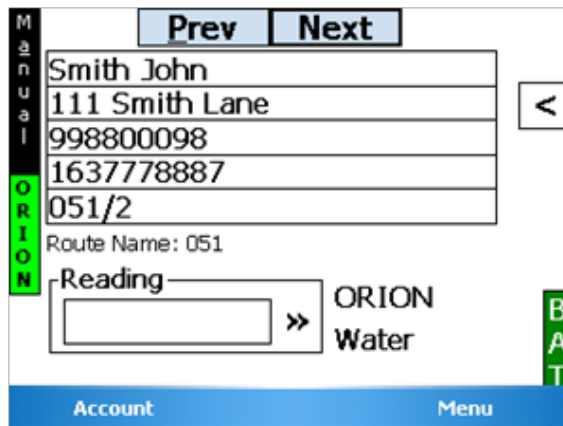 Manual
ORION
Prev Next
Smith John
111 Smith Lane
<
998800098
1637778887
051/2
Route Name: 051
Reading
»
ORION
Water
BAT
Account Menu